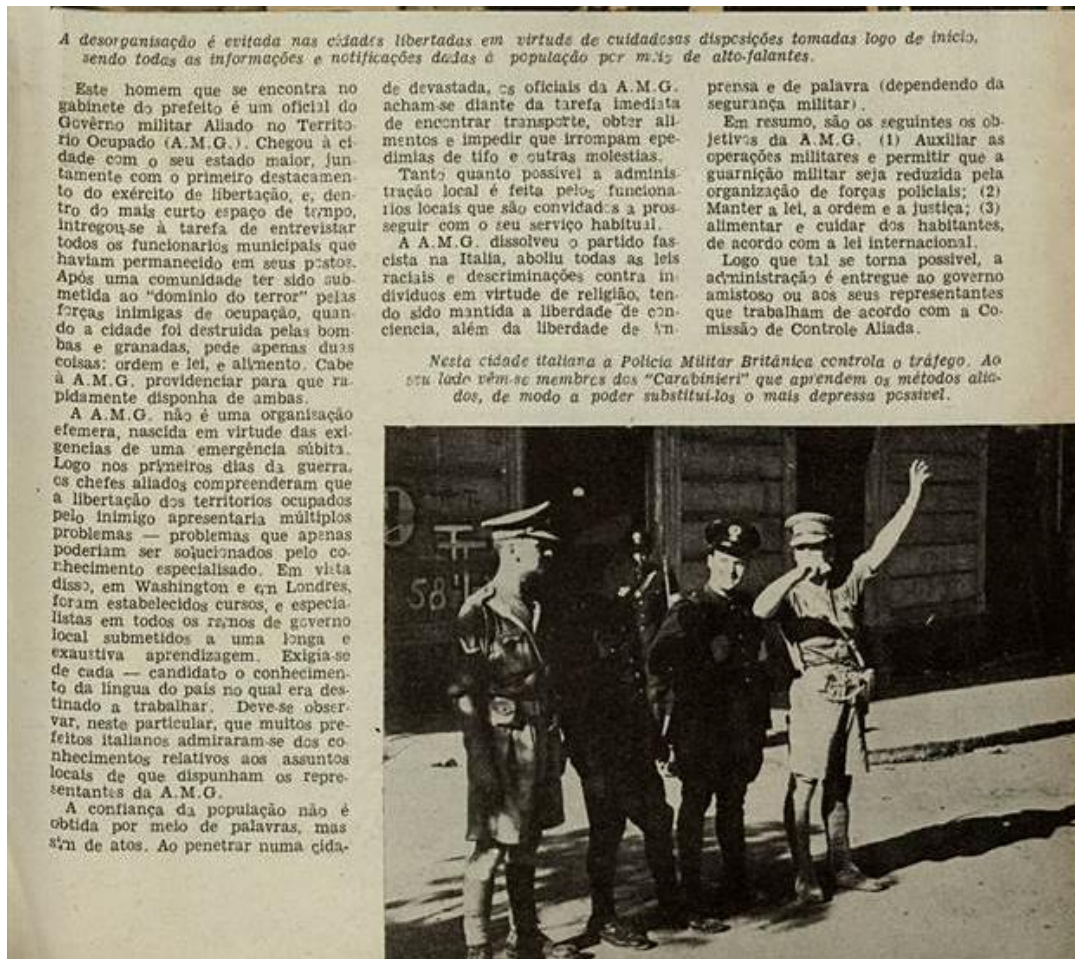 A desorganisação é evitada nas cidades libertadas em virtude de cuidadosas disposições tomadas logo de início,
sendo todas as informações e notificações dadas à população por meio de alto-falantes.
Este homem que se encontra no
gabinete do prefeito é um oficial do
Govêrno militar Aliado no Territo-
rio Ocupado (A.M.G.). Chegou à ci-
dade com o seu estado maior, jun-
tamente com o primeiro destacamen-
to do exército de libertação, e, den-
tro do mais curto espaço de tempo,
intregou-se à tarefa de entrevistar
todos os funcionarios municipais que
haviam permanecido em seus postos.
Após uma comunidade ter sido sub-
metida ao "dominio do terror" pelas
forças inimigas de ocupação, quan-
do a cidade foi destruida pelas bom-
bas e granadas, pede apenas duas
coisas: ordem e lei, e alimento. Cabe
à A.M.G. providenciar para que ra-
pidamente disponha de ambas.
A A.M.G. não é uma organisação
efemera, nascida em virtude das exi-
gencias de uma emergência súbita.
Logo nos primeiros dias da guerra,
os chefes aliados compreenderam que
a libertação dos territorios ocupados
pelo inimigo apresentaria múltiplos
problemas — problemas que apenas
poderiam ser solucionados pelo co-
nhecimento especialisado. Em vista
disso, em Washington e em Londres,
foram estabelecidos cursos, e especia-
listas em todos os ramos de governo
local submetidos a uma longa e
exaustiva aprendizagem. Exigia-se
de cada — candidato o conhecimen-
to da lingua do pais no qual era des-
tinado a trabalhar. Deve-se obser-
var, neste particular, que muitos pre-
feitos italianos admiraram-se dos co-
nhecimentos relativos aos assuntos
locais de que dispunham os repre-
sentantes da A.M.G.
A confiança da população não é
obtida por meio de palavras, mas
sim de atos. Ao penetrar numa cida-
de devastada, os oficiais da A.M.G.
acham-se diante da tarefa imediata
de encontrar transporte, obter ali-
mentos e impedir que irrompam epe-
dimias de tifo e outras molestias.
Tanto quanto possivel a adminis-
tração local é feita pelos funciona-
rios locais que são convidados a pros-
seguir com o seu serviço habitual.
A A.M.G. dissolveu o partido fas-
cista na Italia, aboliu todas as leis
raciais e descriminações contra in-
dividuos em virtude de religião, ten-
do sido mantida a liberdade de con-
ciencia, além da liberdade de im-
prensa e de palavra (dependendo da
segurança militar).
Em resumo, são os seguintes os ob-
jetivos da A.M.G. (1) Auxiliar as
operações militares e permitir que a
guarnição militar seja reduzida pela
organização de forças policiais; (2)
Manter a lei, a ordem e a justiça; (3)
alimentar e cuidar dos habitantes,
de acordo com a lei internacional.
Logo que tal se torna possivel, a
administração é entregue ao governo
amistoso ou aos seus representantes
que trabalham de acordo com a Co-
missão de Controle Aliada.
Nesta cidade italiana a Policia Militar Britânica controla o tráfego. Ao
seu lado vêm-se membros dos "Carabinieri" que aprendem os métodos alia-
dos, de modo a poder substitui-los o mais depressa possivel.